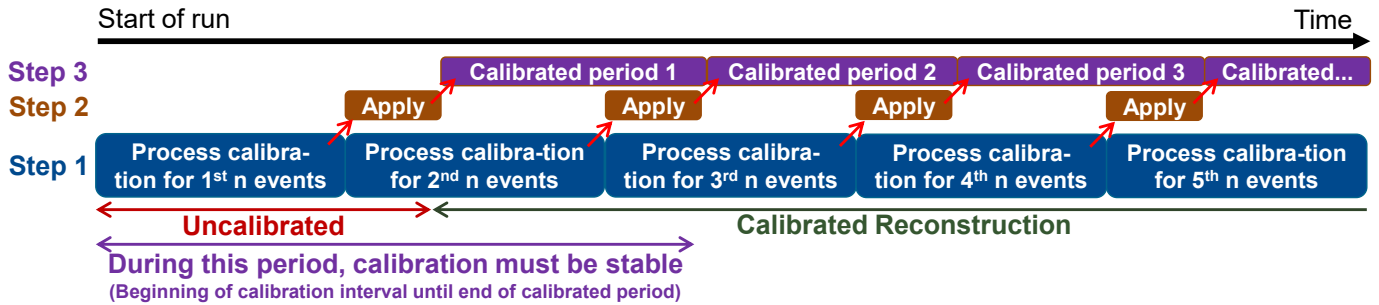 Start of run
Time
Step 3
Calibrated period 1
Calibrated period 2
Calibrated period 3
Calibrated...
Step 2
Apply
Apply
Apply
Apply
Step 1
Process calibra-
tion for 1st n events
Process calibra-tion
for 2nd n events
Process calibra-
tion for 3rd n events
Process calibra-
tion for 4th n events
Process calibra-tion
for 5th n events
Uncalibrated
Calibrated Reconstruction
During this period, calibration must be stable
(Beginning of calibration interval until end of calibrated period)